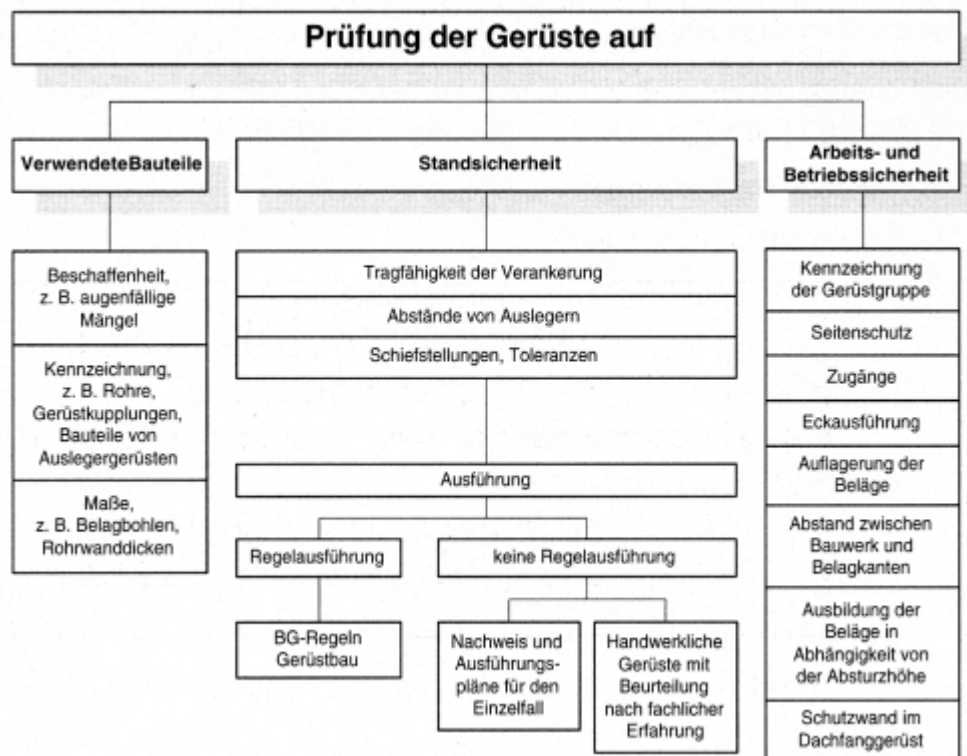 Prüfung der Gerüste auf
VerwendeteBauteile
Beschaffenheit,
z. B. augenfällige
Mängel
Kennzeichnung,
z. B. Rohre,
Gerüstkupplungen,
Bauteile von
Auslegergerüsten
Maße,
z. B. Belagbohlen,
Rohrwanddicken
Standsicherheit
Tragfähigkeit der Verankerung
Abstände von Auslegern
Schiefstellungen, Toleranzen
Ausführung
Regelausführung
BG-Regeln
Gerüstbau
keine Regelausführung
Nachweis und
Ausführungs-
pläne für den
Einzelfall
Handwerkliche
Gerüste mit
Beurteilung
nach fachlicher
Erfahrung
Arbeits- und
Betriebssicherheit
Kennzeichnung
der Gerüstgruppe
Seitenschutz
Zugänge
Eckausführung
Auflagerung der
Beläge
Abstand zwischen
Bauwerk und
Belagkanten
Ausbildung der
Beläge in
Abhängigkeit von
der Absturzhöhe
Schutzwand im
Dachfanggerüst